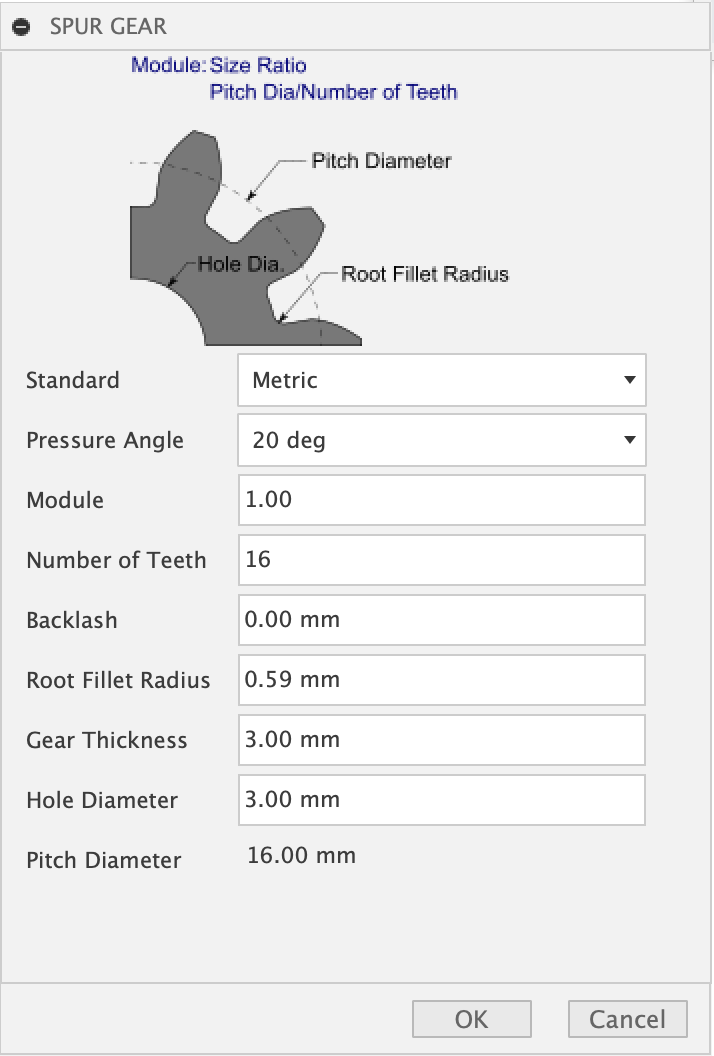 SPUR GEAR
Module: Size Ratio
Pitch Dia/Number of Teeth
Pitch Diameter
Hole Dia.
Root Fillet Radius
Standard Metric
Pressure Angle 20 deg
Module 1.00
Number of Teeth 16
Backlash 0.00 mm
Root Fillet Radius 0.59 mm
Gear Thickness 3.00 mm
Hole Diameter 3.00 mm
Pitch Diameter 16.00 mm
OK Cancel